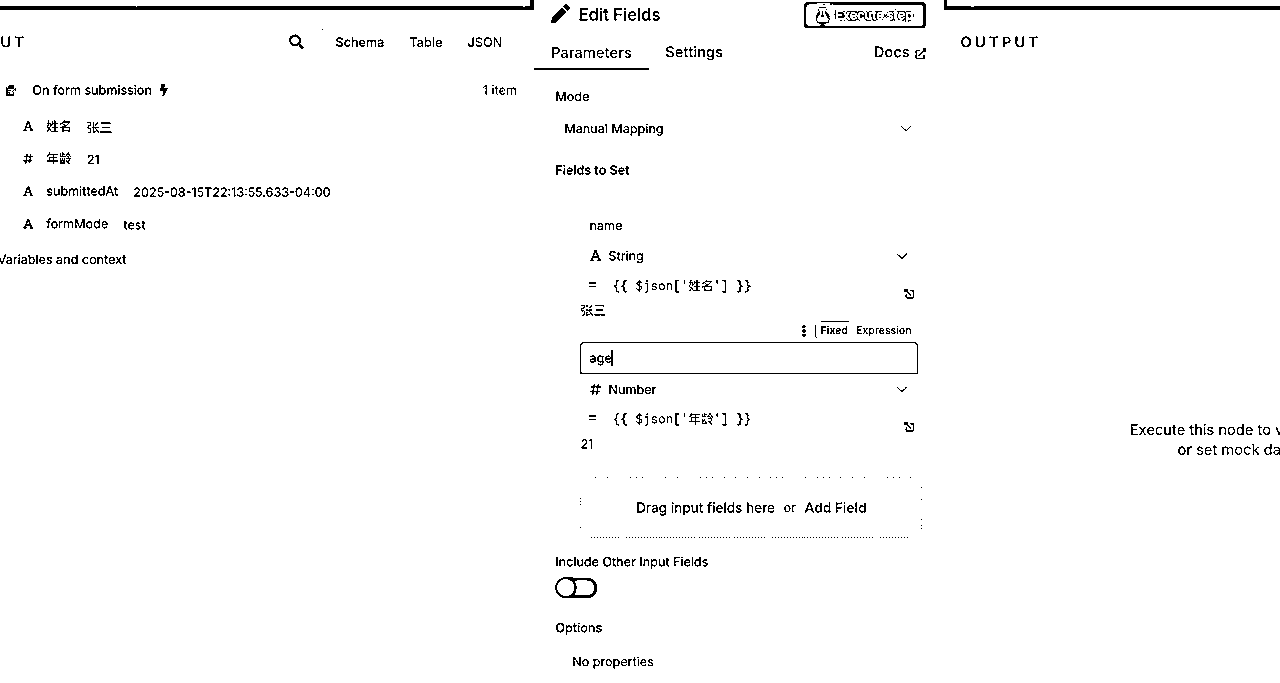 UT
Schema Table JSON
On form submission 1 item
A 姓名 张三
# 年龄 21
A submittedAt 2025-08-15T22:13:55.633-04:00
A formMode test
Variables and context
Edit Fields Execute step
Parameters Settings Docs
Mode
Manual Mapping
Fields to Set
name
A String
= {{ $json['姓名'] }}
张三
Fixed Expression
age
# Number
= {{ $json['年龄'] }}
21
Drag input fields here or Add Field
Include Other Input Fields
Options
No properties
OUTPUT
Execute this node to v
or set mock da